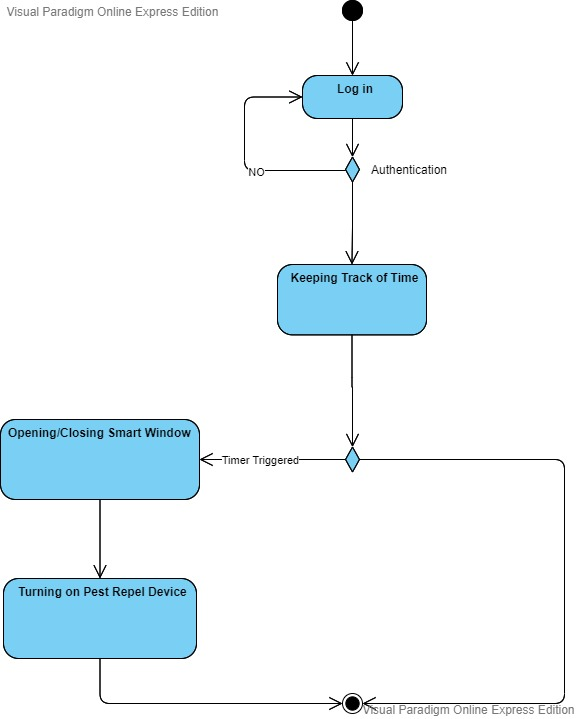 Visual Paradigm Online Express Edition
Log in
Authentication
NO
Keeping Track of Time
Opening/Closing Smart Window
Timer Triggered
Turning on Pest Repel Device
Visual Paradigm Online Express Edition